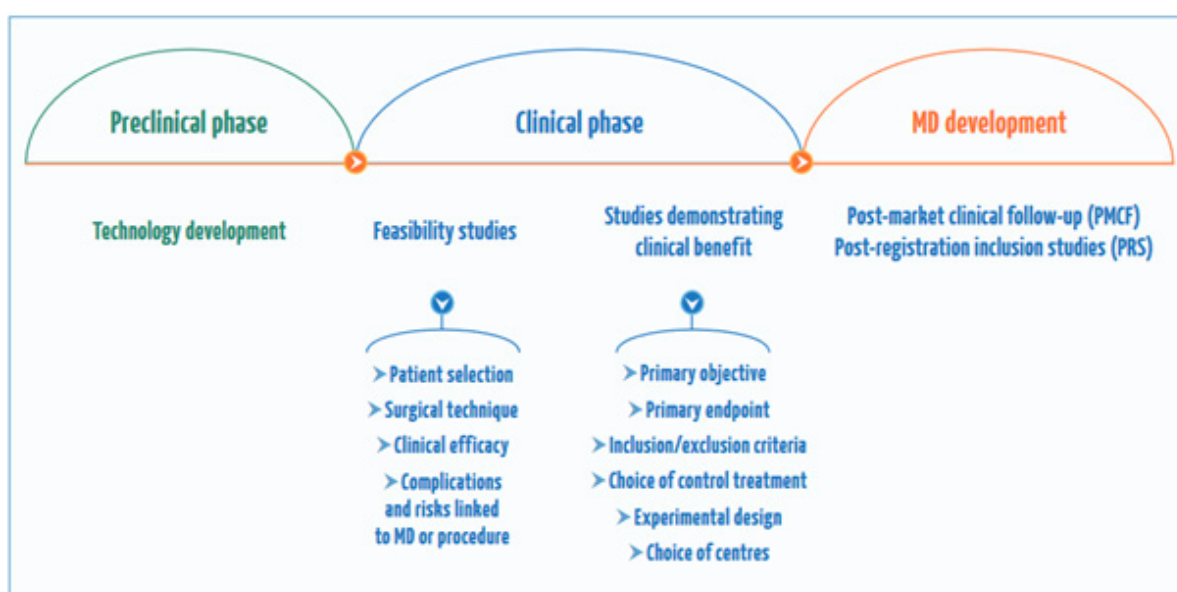 Preclinical phase
Clinical phase
MD development
Technology development
Feasibility studies
Studies demonstrating
clinical benefit
Post-market clinical follow-up (PMCF)
Post-registration inclusion studies (PRS)
Patient selection
Surgical technique
Clinical efficacy
Complications
and risks linked
to MD or procedure
Primary objective
Primary endpoint
Inclusion/exclusion criteria
Choice of control treatment
Experimental design
Choice of centres